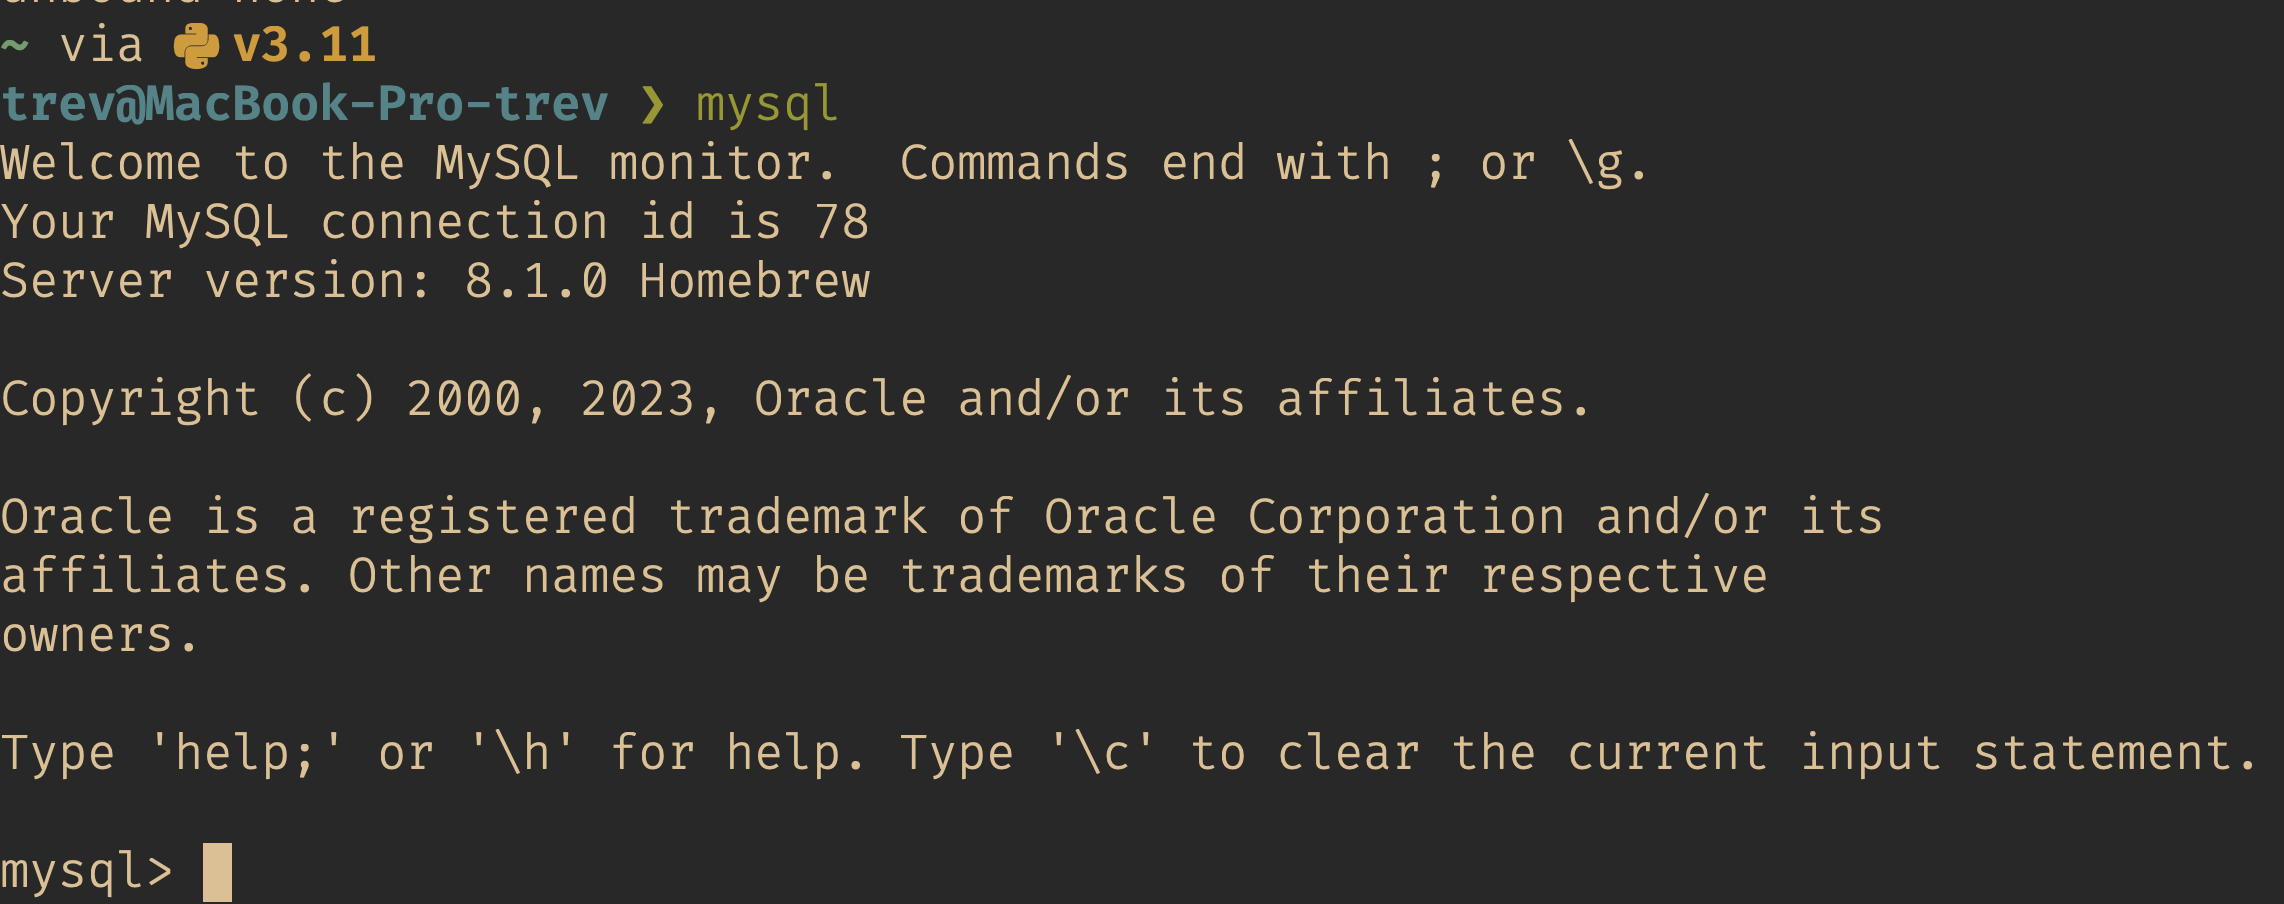 ~ via v3.11
trev@MacBook-Pro-trev ❯ mysql
Welcome to the MySQL monitor.  Commands end with ; or \g.
Your MySQL connection id is 78
Server version: 8.1.0 Homebrew
Copyright (c) 2000, 2023, Oracle and/or its affiliates.
Oracle is a registered trademark of Oracle Corporation and/or its
affiliates. Other names may be trademarks of their respective
owners.
Type 'help;' or '\h' for help. Type '\c' to clear the current input statement.
mysql>